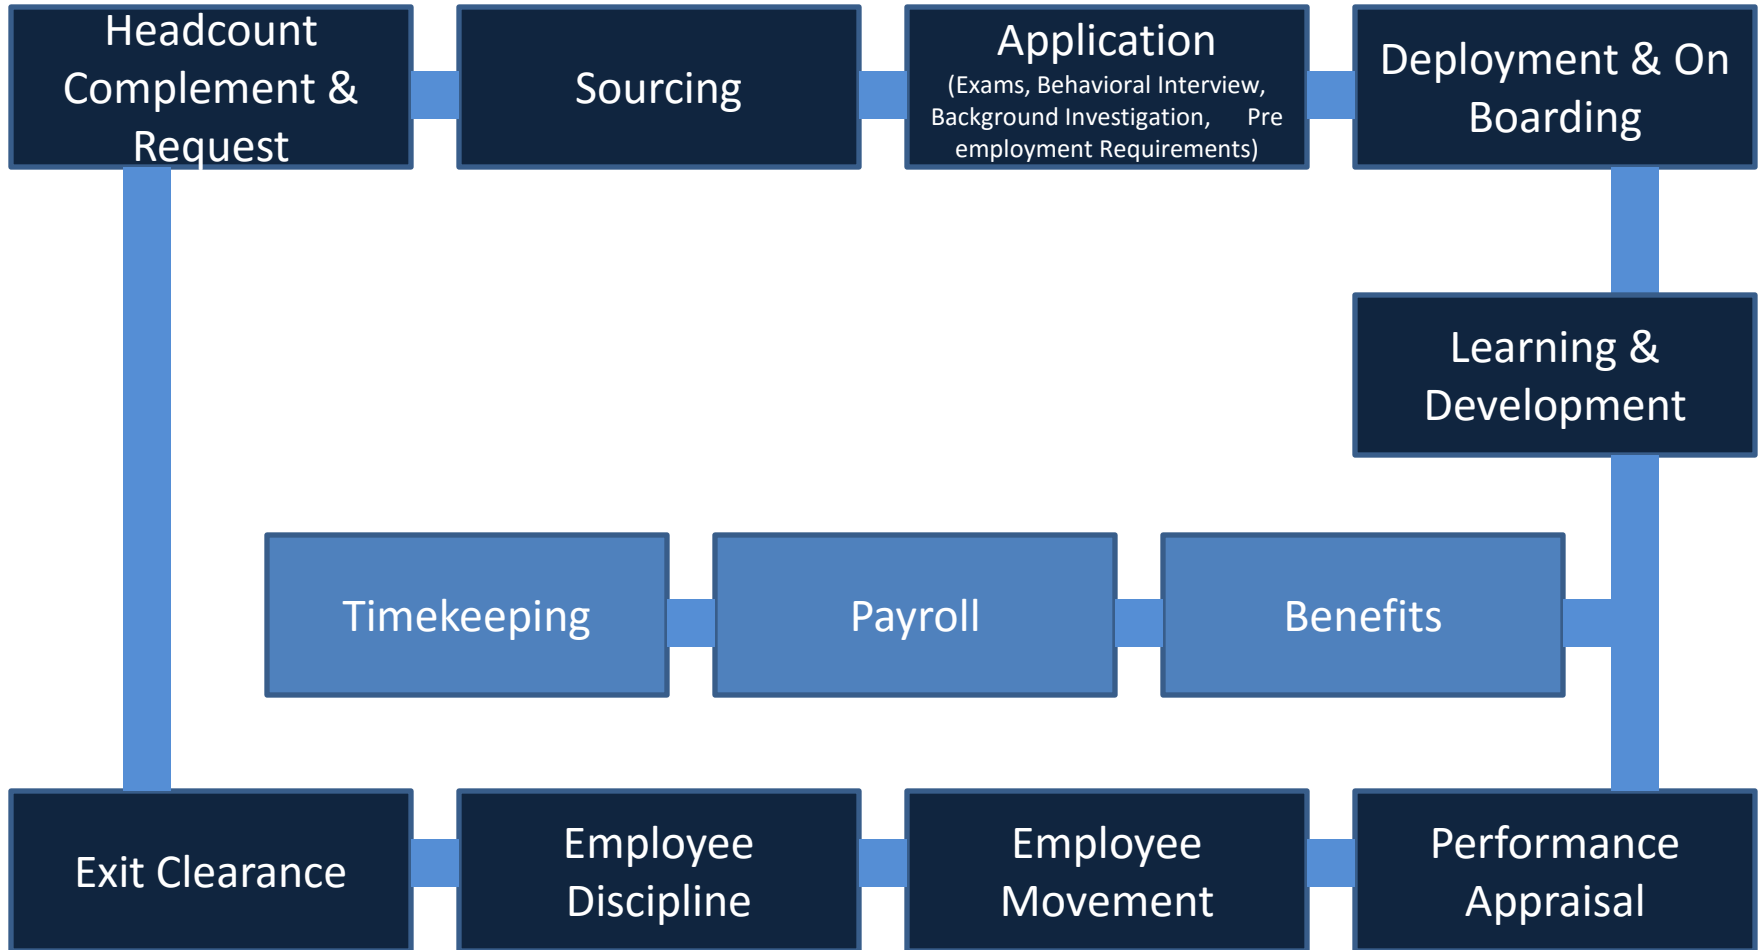 Headcount
Complement &
Request
Sourcing
Application
(Exams, Behavioral Interview,
Background Investigation, Pre
employment Requirements)
Deployment & On
Boarding
Learning &
Development
Timekeeping
Payroll
Benefits
Exit Clearance
Employee
Discipline
Employee
Movement
Performance
Appraisal